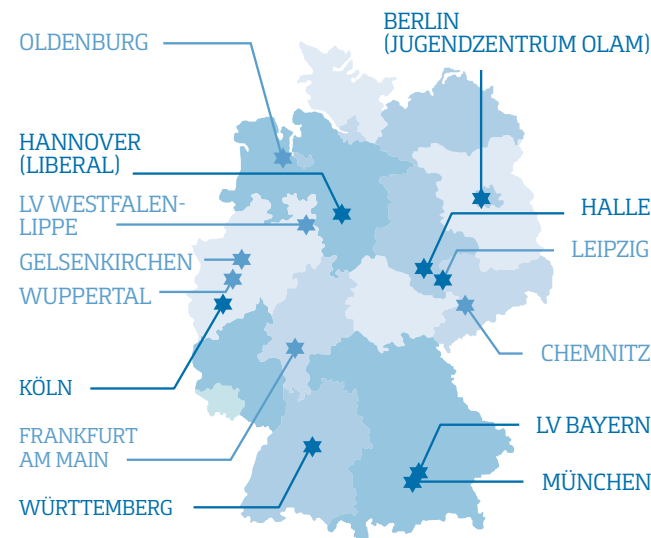 BERLIN
(JUGENDZENTRUM OLAM)
OLDENBURG
HANNOVER
(LIBERAL)
LV WESTFALEN-
LIPPE
HALLE
LEIPZIG
GELSENKIRCHEN
WUPPERTAL
CHEMNITZ
KÖLN
LV BAYERN
FRANKFURT
AM MAIN
MÜNCHEN
WÜRTTEMBERG